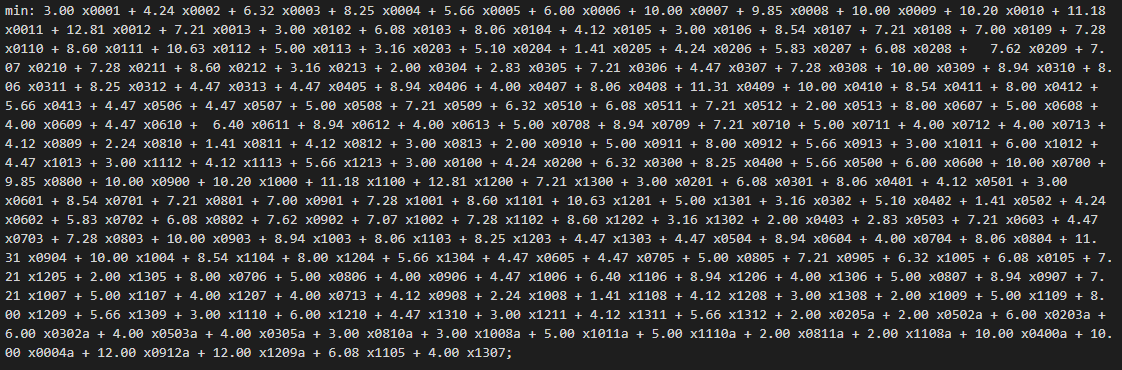 min: 3.00 x0001 + 4.24 x0002 + 6.32 x0003 + 8.25 x0004 + 5.66 x0005 + 6.00 x0006 + 10.00 x0007 + 9.85 x0008 + 10.00 x0009 + 10.20 x0010 + 11.18
x0011 + 12.81 x0012 + 7.21 x0013 + 3.00 x0102 + 6.08 x0103 + 8.06 x0104 + 4.12 x0105 + 3.00 x0106 + 8.54 x0107 + 7.21 x0108 + 7.00 x0109 + 7.28
x0110 + 8.60 x0111 + 10.63 x0112 + 5.00 x0113 + 3.16 x0203 + 5.10 x0204 + 1.41 x0205 + 4.24 x0206 + 5.83 x0207 + 6.08 x0208 +   7.62 x0209 + 7.
07 x0210 + 7.28 x0211 + 8.60 x0212 + 3.16 x0213 + 2.00 x0304 + 2.83 x0305 + 7.21 x0306 + 4.47 x0307 + 7.28 x0308 + 10.00 x0309 + 8.94 x0310 + 8.
06 x0311 + 8.25 x0312 + 4.47 x0313 + 4.47 x0405 + 8.94 x0406 + 4.00 x0407 + 8.06 x0408 + 11.31 x0409 + 10.00 x0410 + 8.54 x0411 + 8.00 x0412 +
5.66 x0413 + 4.47 x0506 + 4.47 x0507 + 5.00 x0508 + 7.21 x0509 + 6.32 x0510 + 6.08 x0511 + 7.21 x0512 + 2.00 x0513 + 8.00 x0607 + 5.00 x0608 +
4.00 x0609 + 4.47 x0610 +  6.40 x0611 + 8.94 x0612 + 4.00 x0613 + 5.00 x0708 + 8.94 x0709 + 7.21 x0710 + 5.00 x0711 + 4.00 x0712 + 4.00 x0713 +
4.12 x0809 + 2.24 x0810 + 1.41 x0811 + 4.12 x0812 + 3.00 x0813 + 2.00 x0910 + 5.00 x0911 + 8.00 x0912 + 5.66 x0913 + 3.00 x1011 + 6.00 x1012 +
4.47 x1013 + 3.00 x1112 + 4.12 x1113 + 5.66 x1213 + 3.00 x0100 + 4.24 x0200 + 6.32 x0300 + 8.25 x0400 + 5.66 x0500 + 6.00 x0600 + 10.00 x0700 +
9.85 x0800 + 10.00 x0900 + 10.20 x1000 + 11.18 x1100 + 12.81 x1200 + 7.21 x1300 + 3.00 x0201 + 6.08 x0301 + 8.06 x0401 + 4.12 x0501 + 3.00
x0601 + 8.54 x0701 + 7.21 x0801 + 7.00 x0901 + 7.28 x1001 + 8.60 x1101 + 10.63 x1201 + 5.00 x1301 + 3.16 x0302 + 5.10 x0402 + 1.41 x0502 + 4.24
x0602 + 5.83 x0702 + 6.08 x0802 + 7.62 x0902 + 7.07 x1002 + 7.28 x1102 + 8.60 x1202 + 3.16 x1302 + 2.00 x0403 + 2.83 x0503 + 7.21 x0603 + 4.47
x0703 + 7.28 x0803 + 10.00 x0903 + 8.94 x1003 + 8.06 x1103 + 8.25 x1203 + 4.47 x1303 + 4.47 x0504 + 8.94 x0604 + 4.00 x0704 + 8.06 x0804 + 11.
31 x0904 + 10.00 x1004 + 8.54 x1104 + 8.00 x1204 + 5.66 x1304 + 4.47 x0605 + 4.47 x0705 + 5.00 x0805 + 7.21 x0905 + 6.32 x1005 + 6.08 x0105 + 7.
21 x1205 + 2.00 x1305 + 8.00 x0706 + 5.00 x0806 + 4.00 x0906 + 4.47 x1006 + 6.40 x1106 + 8.94 x1206 + 4.00 x1306 + 5.00 x0807 + 8.94 x0907 + 7.
21 x1007 + 5.00 x1107 + 4.00 x1207 + 4.00 x0713 + 4.12 x0908 + 2.24 x1008 + 1.41 x1108 + 4.12 x1208 + 3.00 x1308 + 2.00 x1009 + 5.00 x1109 + 8.
00 x1209 + 5.66 x1309 + 3.00 x1110 + 6.00 x1210 + 4.47 x1310 + 3.00 x1211 + 4.12 x1311 + 5.66 x1312 + 2.00 x0205a + 2.00 x0502a + 6.00 x0203a +
6.00 x0302a + 4.00 x0503a + 4.00 x0305a + 3.00 x0810a + 3.00 x1008a + 5.00 x1011a + 5.00 x1110a + 2.00 x0811a + 2.00 x1108a + 10.00 x0400a + 10.
00 x0004a + 12.00 x0912a + 12.00 x1209a + 6.08 x1105 + 4.00 x1307;